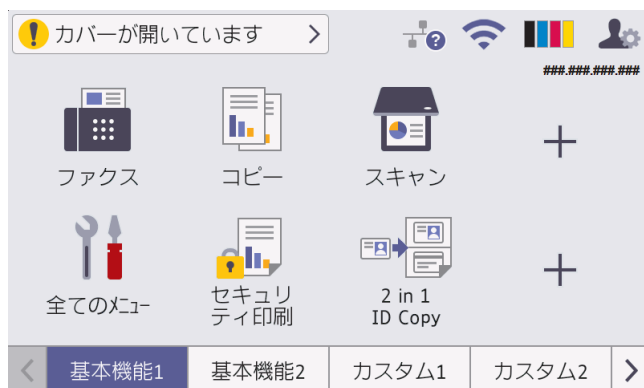 カバーが開いています
###.###.###.###
ファクス
コピー
スキャン
全てのﾒﾆｭｰ
セキュリ
ティ印刷
2 in 1
ID Copy
基本機能1
基本機能2
カスタム1
カスタム2